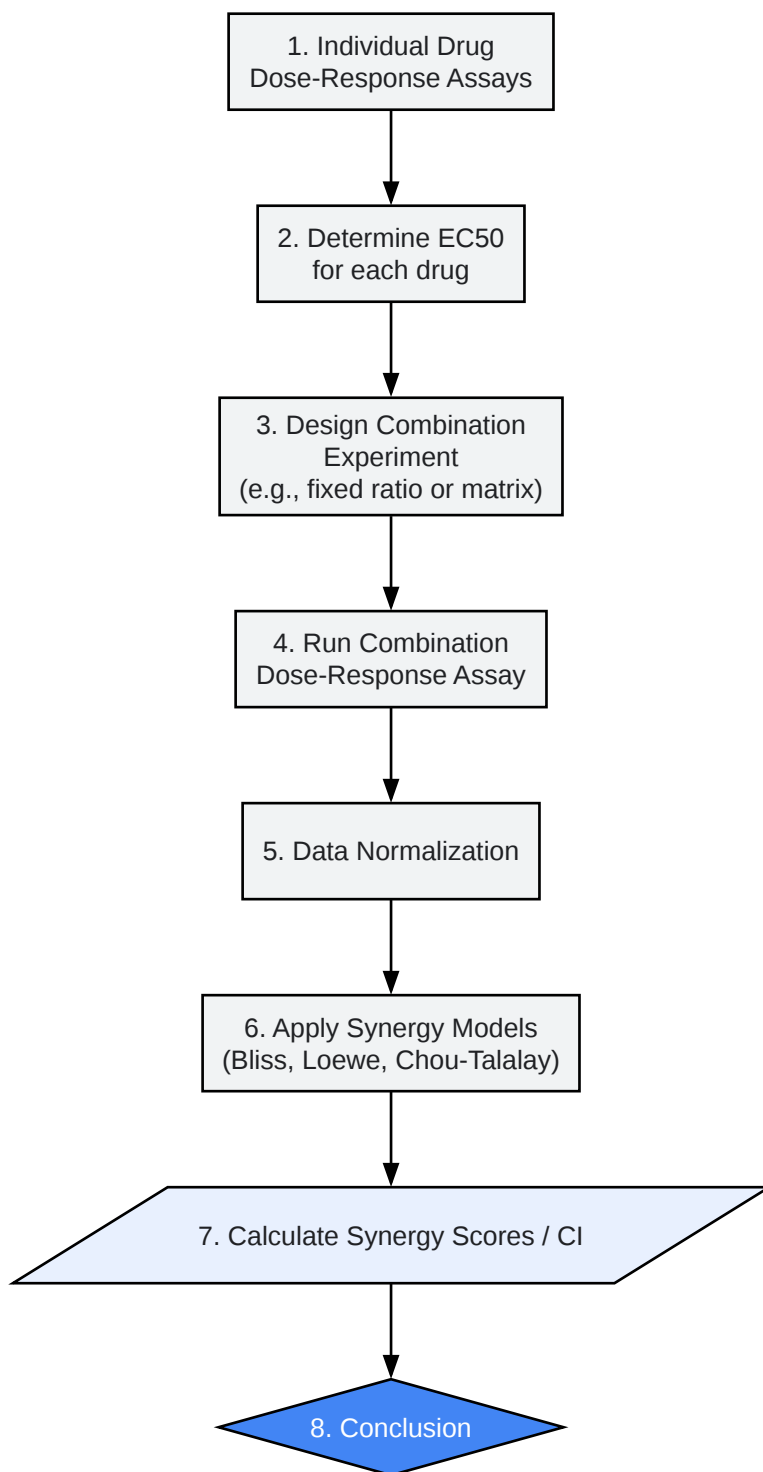 1. Individual Drug
Dose-Response Assays
2. Determine EC50
for each drug
3. Design Combination
Experiment
(e.g., fixed ratio or matrix)
4. Run Combination
Dose-Response Assay
5. Data Normalization
6. Apply Synergy Models
(Bliss, Loewe, Chou-Talalay)
7. Calculate Synergy Scores / CI
8. Conclusion